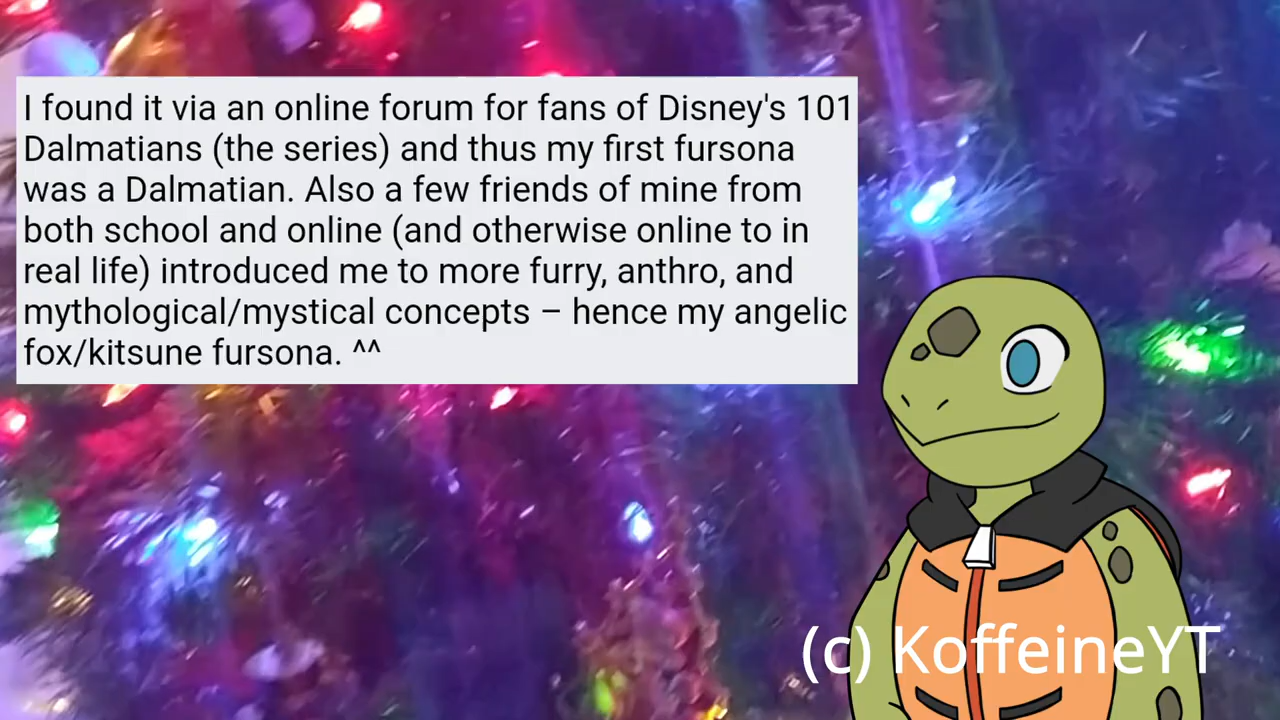 I found it via an online forum for fans of Disney's 101
Dalmatians (the series) and thus my first fursona
was a Dalmatian. Also a few friends of mine from
both school and online (and otherwise online to in
real life) introduced me to more furry, anthro, and
mythological/mystical concepts – hence my angelic
fox/kitsune fursona. ^^
(c) KoffeineYT